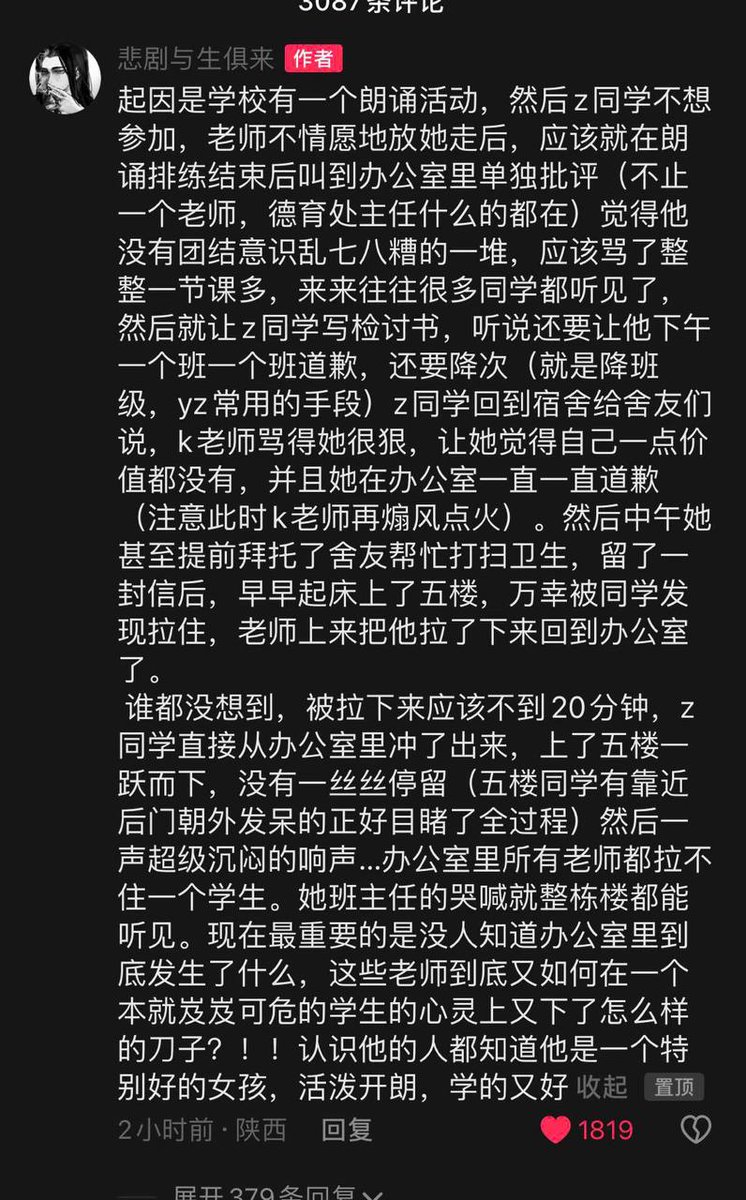 3087条评论
悲剧与生俱来 作者
起因是学校有一个朗诵活动，然后z同学不想
参加，老师不情愿地放她走后，应该就在朗
诵排练结束后叫到办公室里单独批评（不止
一个老师，德育处主任什么的都在）觉得他
没有团结意识乱七八糟的一堆，应该骂了整
整一节课多，来来往往很多同学都听见了，
然后就让z同学写检讨书，听说还要让他下午
一个班一个班道歉，还要降次（就是降班
级，yz常用的手段）z同学回到宿舍给舍友们
说，k老师骂得她很狠，让她觉得自己一点价
值都没有，并且她在办公室一直一直道歉
（注意此时k老师再煽风点火）。然后中午她
甚至提前拜托了舍友帮忙打扫卫生，留了一
封信后，早早起床上了五楼，万幸被同学发
现拉住，老师上来把他拉了下来回到办公室
了。
谁都没想到，被拉下来应该不到20分钟，z
同学直接从办公室里冲了出来，上了五楼一
跃而下，没有一丝丝停留（五楼同学有靠近
后门朝外发呆的正好目睹了全过程）然后一
声超级沉闷的响声...办公室里所有老师都拉不
住一个学生。她班主任的哭喊就整栋楼都能
听见。现在最重要的是没人知道办公室里到
底发生了什么，这些老师到底又如何在一个
本就岌岌可危的学生的心灵上又下了怎么样
的刀子？！！认识他的人都知道他是一个特
别好的女孩，活泼开朗，学的又好 收起 置顶
2小时前·陕西 回复 1819
展开379条回复